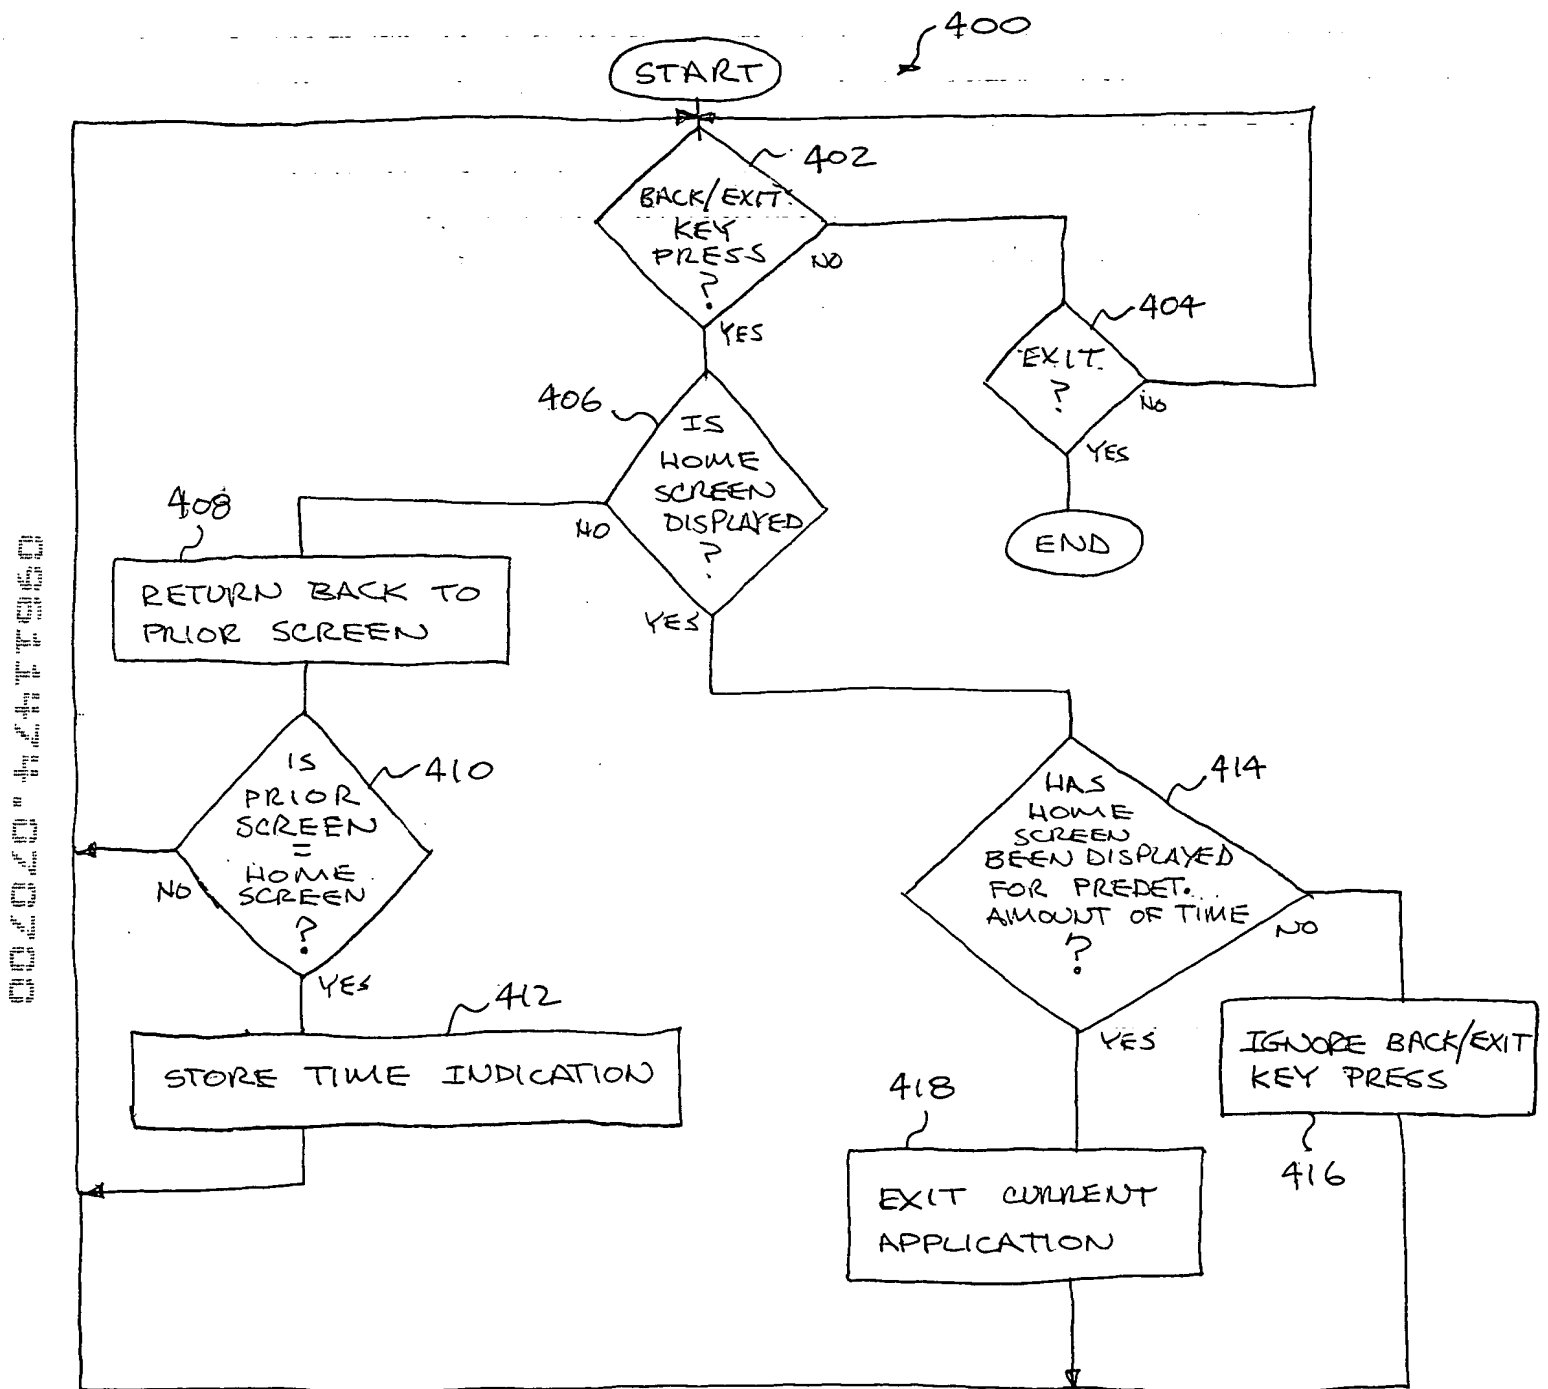 400
START
402
BACK/EXIT
KEY
PRESS
?
NO
YES
404
EXIT
?
NO
YES
END
406
IS
HOME
SCREEN
DISPLAYED
?
NO
YES
408
RETURN BACK TO
PRIOR SCREEN
410
IS
PRIOR
SCREEN
=
HOME
SCREEN
?
NO
YES
412
STORE TIME INDICATION
414
HAS
HOME
SCREEN
BEEN DISPLAYED
FOR PREDET.
AMOUNT OF TIME
?
NO
YES
IGNORE BACK/EXIT
KEY PRESS
416
418
EXIT CURRENT
APPLICATION